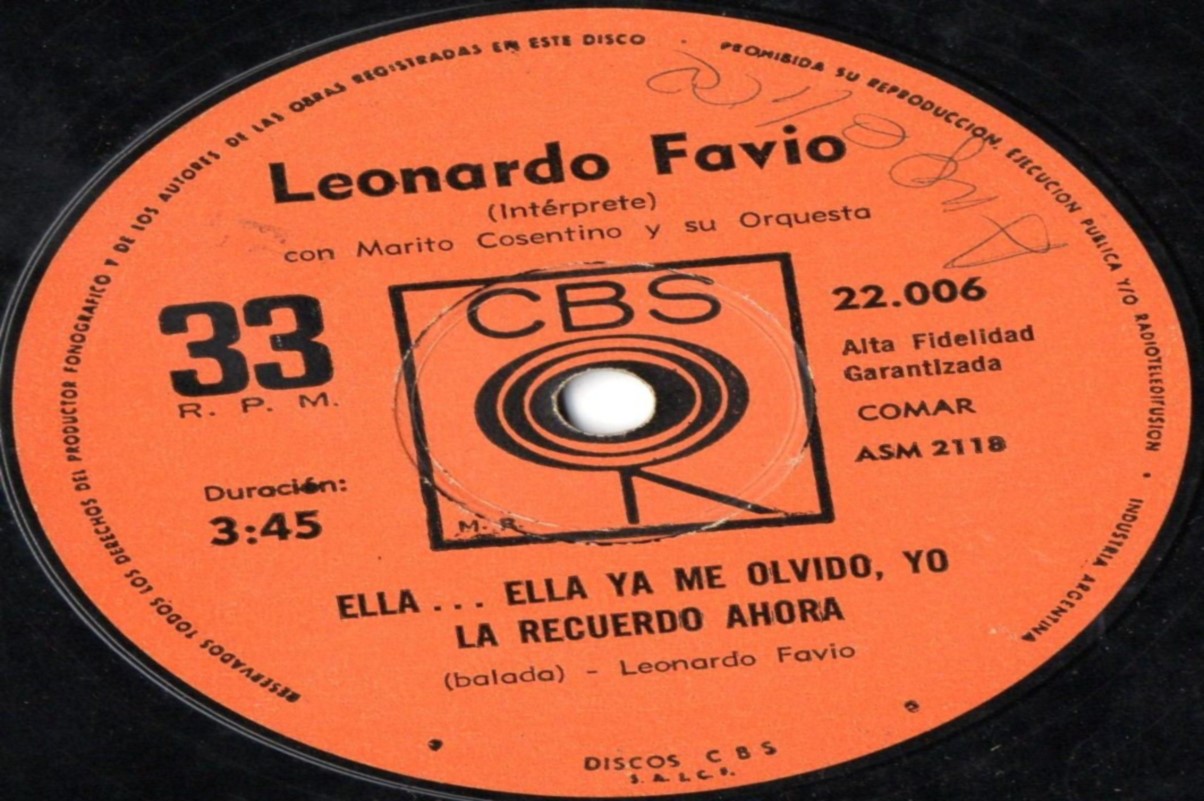 RESERVADOS TODOS LOS DERECHOS DEL PRODUCTOR FONOGRAFICO Y DE LOS AUTORES DE LAS OBRAS REGISTRADAS EN ESTE DISCO · PROHIBIDA SU REPRODUCCION, EJECUCION PUBLICA Y/O RADIOTELEDIFUSION · INDUSTRIA ARGENTINA
Leonardo Favio
(Intérprete)
con Marito Cosentino y su Orquesta
CBS
33
R. P. M.
22.006
Alta Fidelidad
Garantizada
COMAR
ASM 2118
Duración:
3:45
M. R.
ELLA ... ELLA YA ME OLVIDO, YO
LA RECUERDO AHORA
(balada) - Leonardo Favio
DISCOS CBS
S. A. I. C. F.